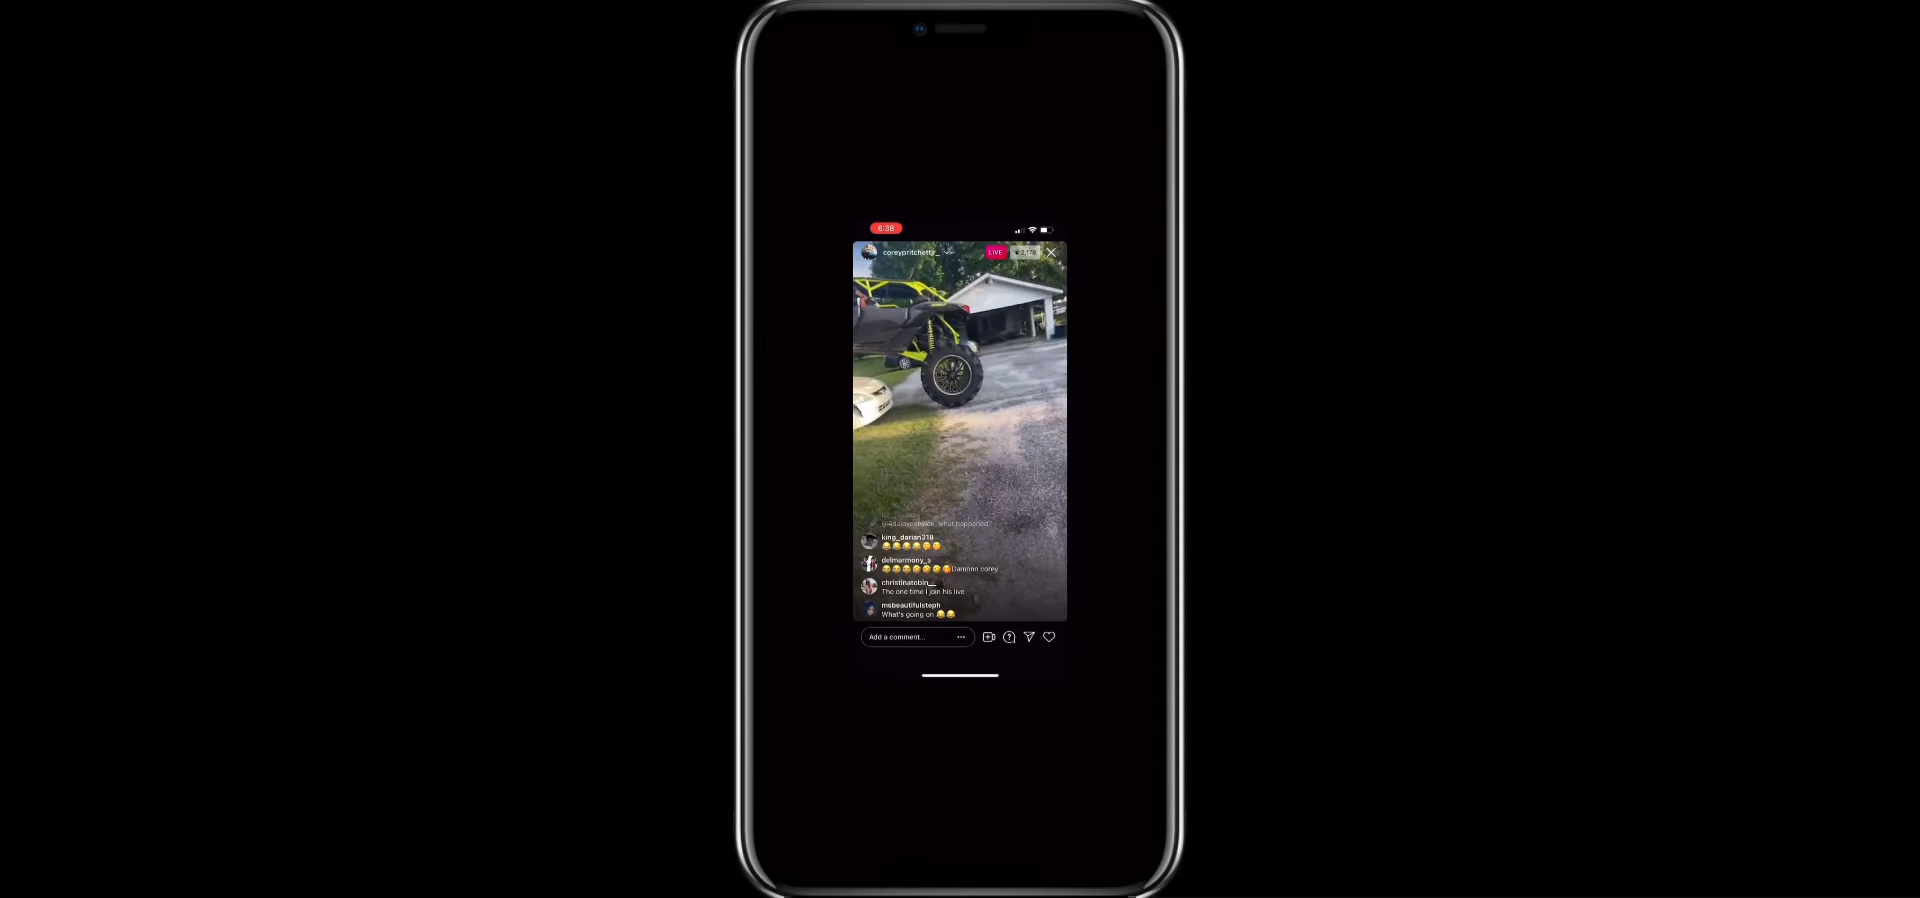 6:38
coreypritchettjr_
LIVE
2,178
what happened?
king_darian318
😂😂😂😂
delmarmony_s
Damnnn corey
christinatobin__
The one time I join his live
msbeautifulsteph
What's going on 😂😂
Add a comment...